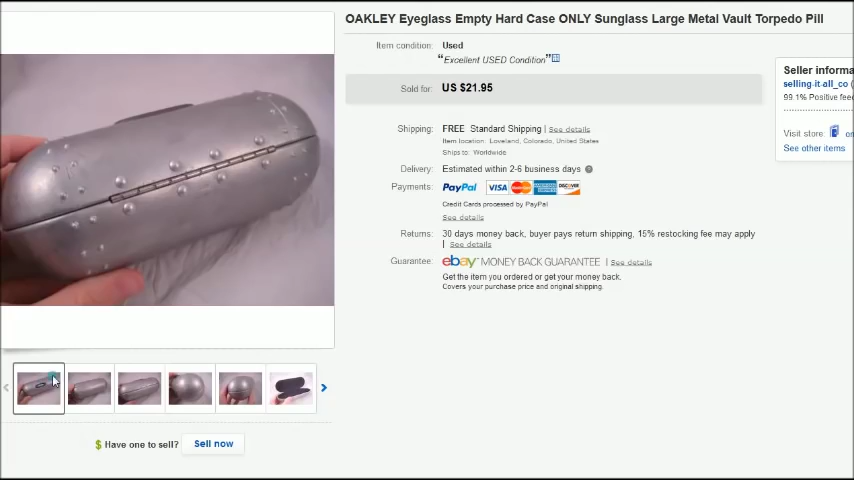 OAKLEY Eyeglass Empty Hard Case ONLY Sunglass Large Metal Vault Torpedo Pill
Item condition: Used
“Excellent USED Condition”
Sold for: US $21.95
Seller informa
selling-it-all_co (
99.1% Positive fee
Visit store: on
See other items
Shipping: FREE Standard Shipping | See details
Item location: Loveland, Colorado, United States
Ships to: Worldwide
Delivery: Estimated within 2-6 business days
Payments: PayPal VISA MasterCard DISCOVER
Credit Cards processed by PayPal
See details
Returns: 30 days money back, buyer pays return shipping, 15% restocking fee may apply
| See details
Guarantee: ebay MONEY BACK GUARANTEE | See details
Get the item you ordered or get your money back.
Covers your purchase price and original shipping.
$ Have one to sell? Sell now